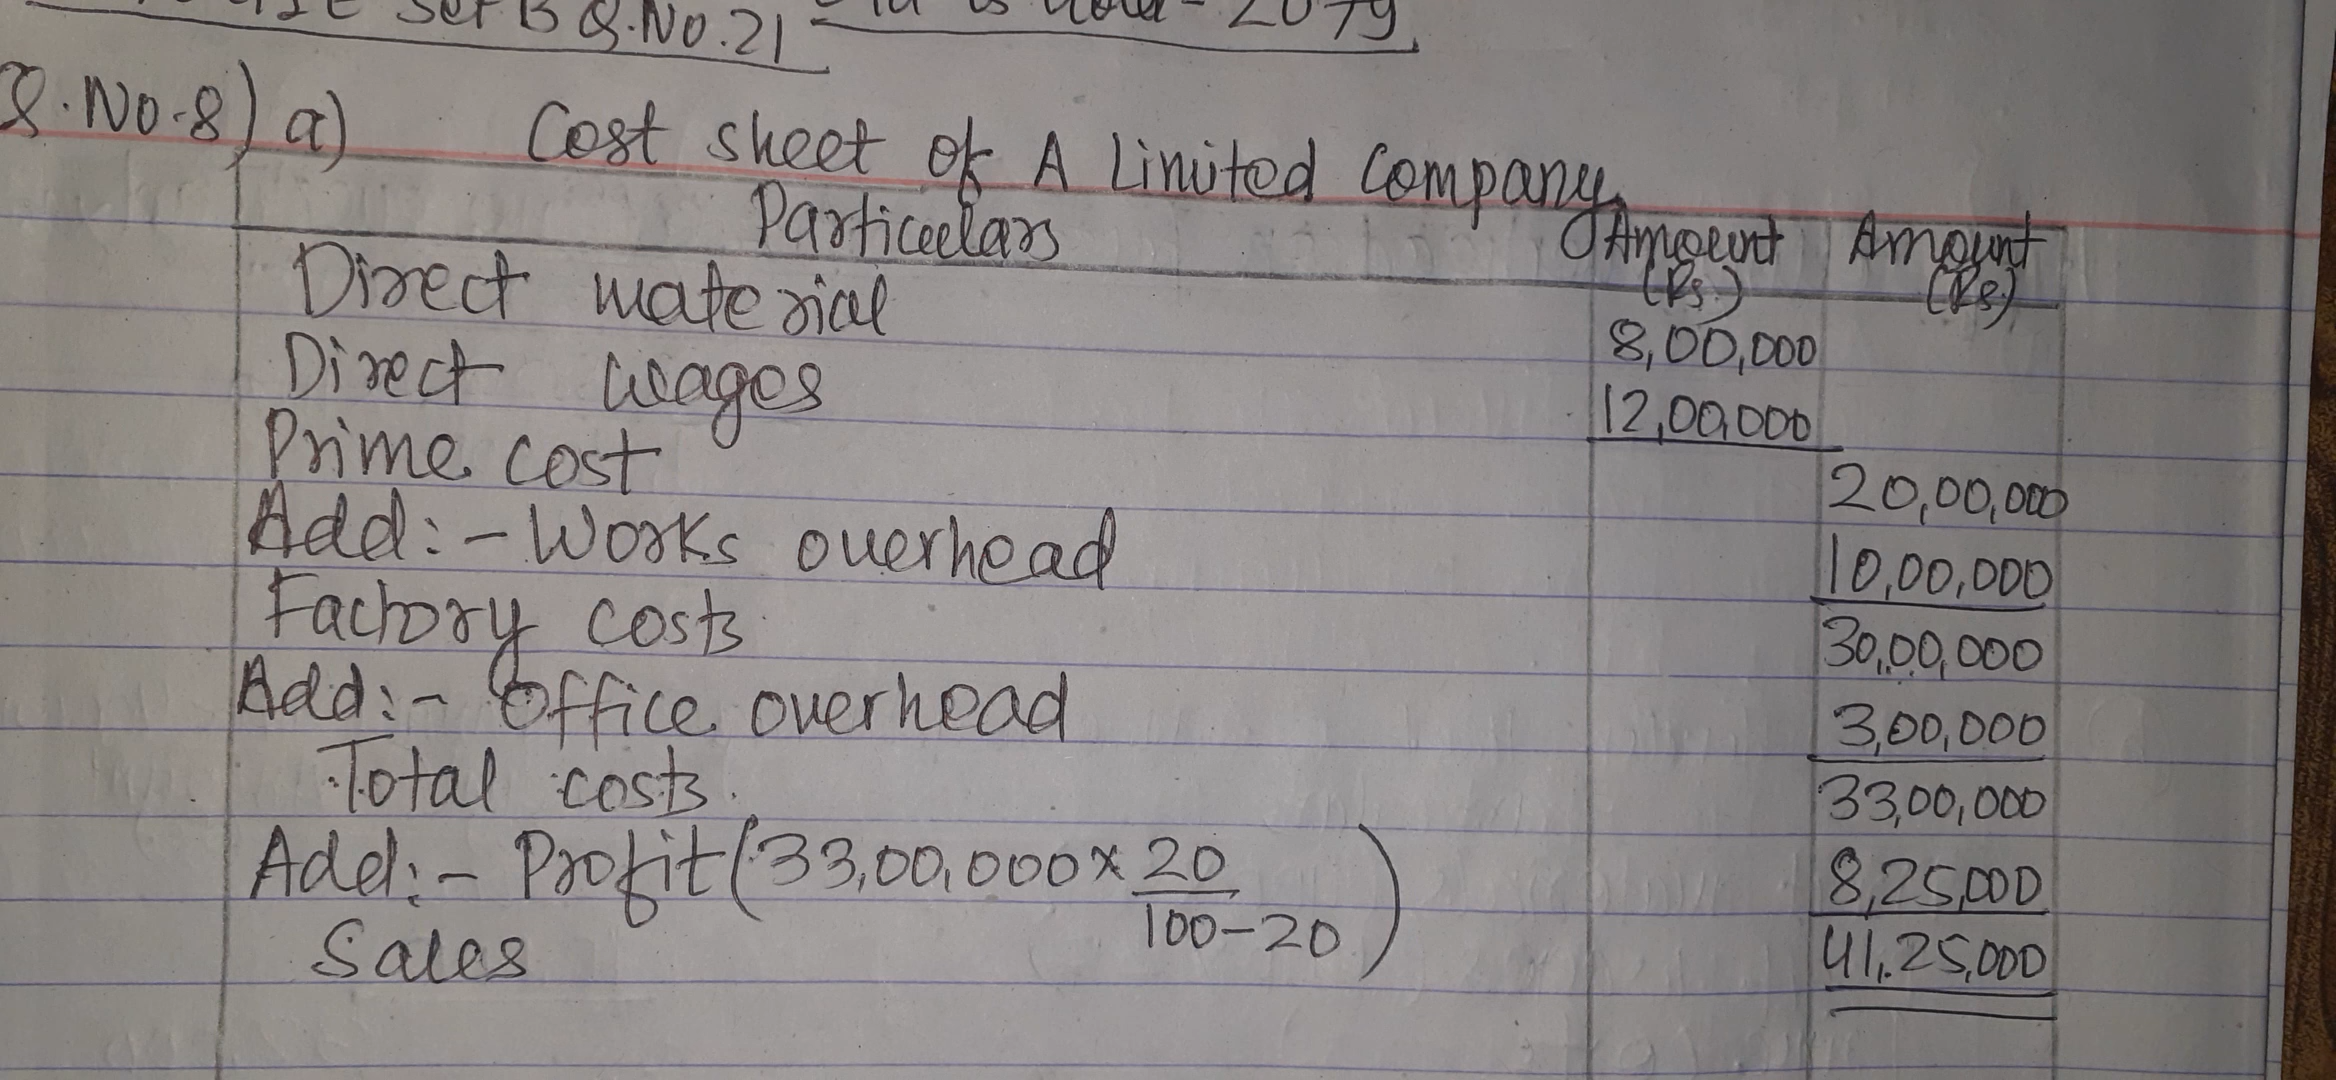 Set B Q.No.21 - 2079
Q.No-8) a) Cost sheet of A Limited Company
Particulars Amount (Rs.) Amount (Rs)
Direct material 8,00,000
Direct wages 12,00,000
Prime cost 20,00,000
Add:- Works overhead 10,00,000
Factory costs 30,00,000
Add:- Office overhead 3,00,000
Total costs. 33,00,000
Add:- Profit (33,00,000 x 20/100-20) 8,25,000
Sales 41,25,000